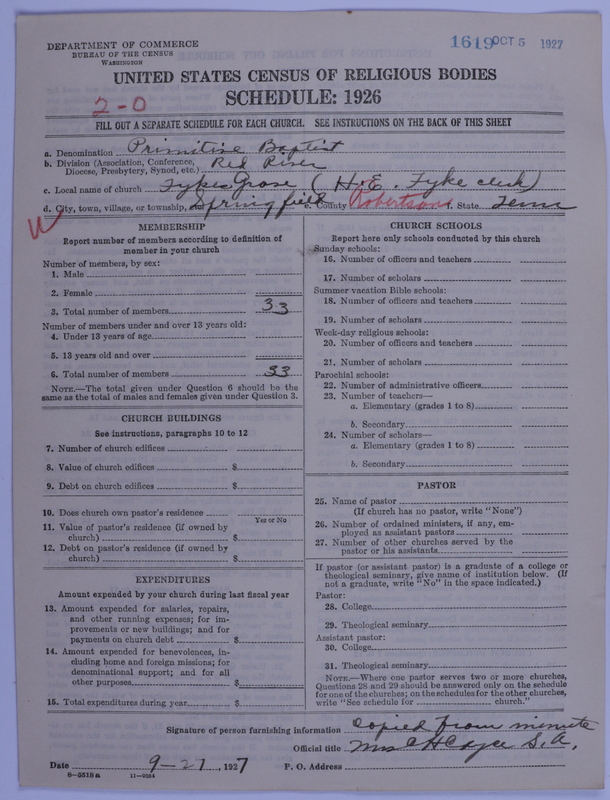 DEPARTMENT OF COMMERCE
BUREAU OF THE CENSUS
WASHINGTON
1619 OCT 5 1927
UNITED STATES CENSUS OF RELIGIOUS BODIES
SCHEDULE: 1926
2-0
FILL OUT A SEPARATE SCHEDULE FOR EACH CHURCH. SEE INSTRUCTIONS ON THE BACK OF THIS SHEET
a. Denomination Primitive Baptist
b. Division (Association, Conference, Diocese, Presbytery, Synod, etc.) Red River
c. Local name of church Fykes Grove (H. E. Fyke clerk)
d. City, town, village, or township Springfield e. County Robertson f. State Tenn
W
MEMBERSHIP
Report number of members according to definition of
member in your church
Number of members, by sex:
1. Male
2. Female
3. Total number of members 33
Number of members under and over 13 years old:
4. Under 13 years of age
5. 13 years old and over
6. Total number of members 33
NOTE.—The total given under Question 6 should be the
same as the total of males and females given under Question 3.
CHURCH BUILDINGS
See instructions, paragraphs 10 to 12
7. Number of church edifices
8. Value of church edifices $
9. Debt on church edifices $
10. Does church own pastor's residence
Yes or No
11. Value of pastor's residence (if owned by
church) $
12. Debt on pastor's residence (if owned by
church) $
EXPENDITURES
Amount expended by your church during last fiscal year
13. Amount expended for salaries, repairs,
and other running expenses; for im-
provements or new buildings; and for
payments on church debt $
14. Amount expended for benevolences, in-
cluding home and foreign missions; for
denominational support; and for all
other purposes $
15. Total expenditures during year $
CHURCH SCHOOLS
Report here only schools conducted by this church
Sunday schools:
16. Number of officers and teachers
17. Number of scholars
Summer vacation Bible schools:
18. Number of officers and teachers
19. Number of scholars
Week-day religious schools:
20. Number of officers and teachers
21. Number of scholars
Parochial schools:
22. Number of administrative officers
23. Number of teachers—
a. Elementary (grades 1 to 8)
b. Secondary
24. Number of scholars—
a. Elementary (grades 1 to 8)
b. Secondary
PASTOR
25. Name of pastor
(If church has no pastor, write "None")
26. Number of ordained ministers, if any, em-
ployed as assistant pastors
27. Number of other churches served by the
pastor or his assistants
If pastor (or assistant pastor) is a graduate of a college or
theological seminary, give name of institution below. (If
not a graduate, write "No" in the space indicated.)
Pastor:
28. College
29. Theological seminary
Assistant pastor:
30. College
31. Theological seminary
NOTE.—Where one pastor serves two or more churches,
Questions 28 and 29 should be answered only on the schedule
for one of the churches; on the schedules for the other churches,
write "See schedule for church."
Signature of person furnishing information Copied from minute
Official title Mrs C H Cayce S. A.
Date 9-27, 1927 P. O. Address
8-5518a 11-9184